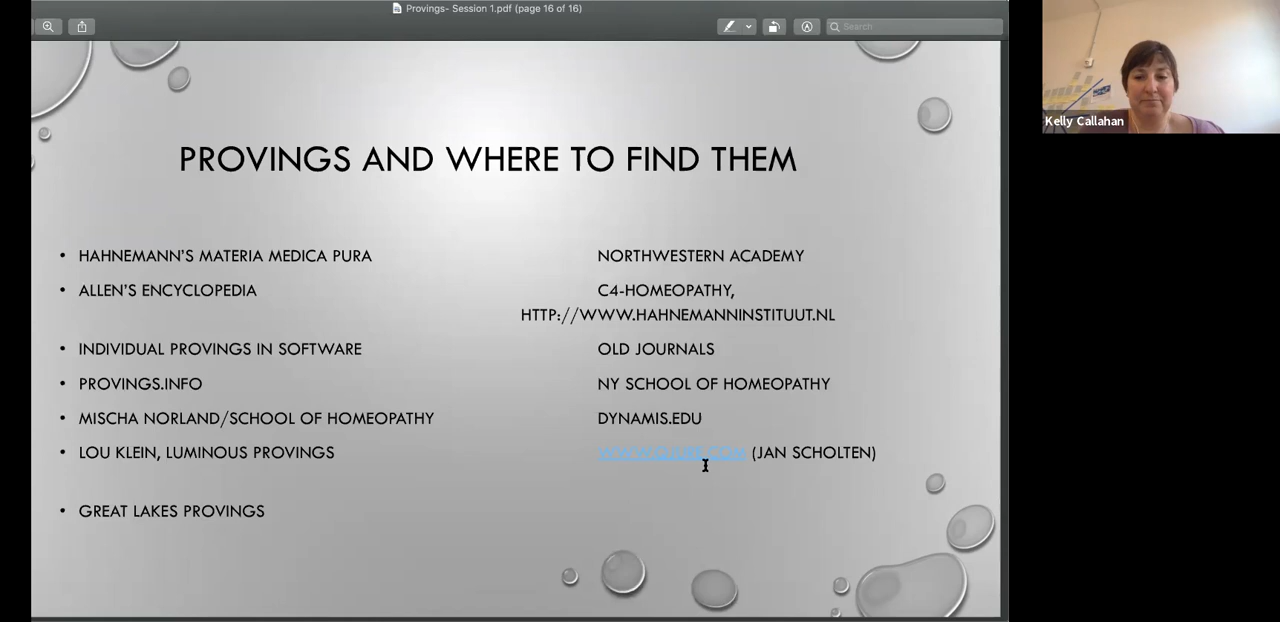 Provings- Session 1.pdf (page 16 of 16)
Search
Kelly Callahan
PROVINGS AND WHERE TO FIND THEM
• HAHNEMANN'S MATERIA MEDICA PURA NORTHWESTERN ACADEMY
• ALLEN'S ENCYCLOPEDIA C4-HOMEOPATHY,
HTTP://WWW.HAHNEMANNINSTITUUT.NL
• INDIVIDUAL PROVINGS IN SOFTWARE OLD JOURNALS
• PROVINGS.INFO NY SCHOOL OF HOMEOPATHY
• MISCHA NORLAND/SCHOOL OF HOMEOPATHY DYNAMIS.EDU
• LOU KLEIN, LUMINOUS PROVINGS (JAN SCHOLTEN)
• GREAT LAKES PROVINGS